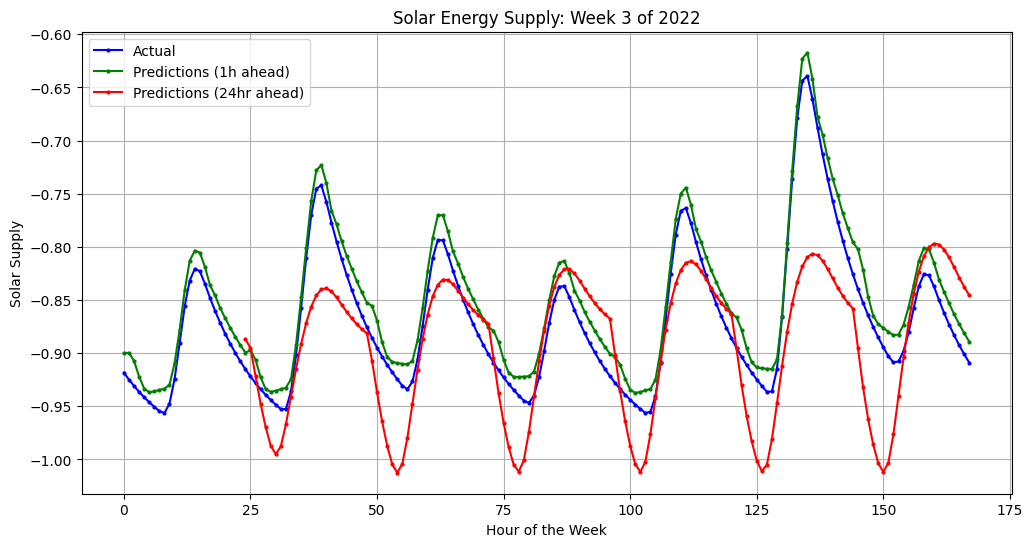 Solar Energy Supply: Week 3 of 2022
Actual
Predictions (1h ahead)
Predictions (24hr ahead)
Solar Supply
−0.60
−0.65
−0.70
−0.75
−0.80
−0.85
−0.90
−0.95
−1.00
0
25
50
75
100
125
150
175
Hour of the Week